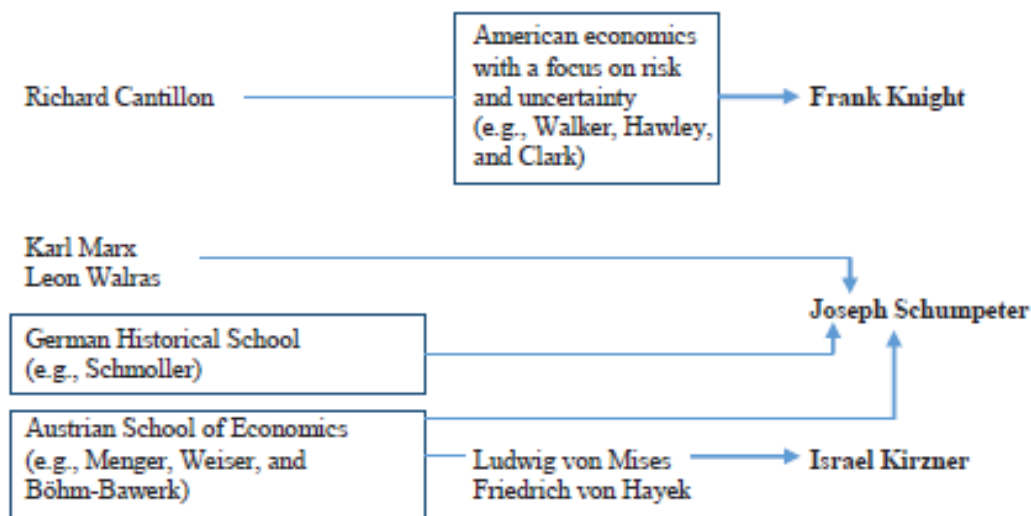 American economics
with a focus on risk
and uncertainty
(e.g., Walker, Hawley,
and Clark)
Richard Cantillon
Frank Knight
Karl Marx
Leon Walras
Joseph Schumpeter
German Historical School
(e.g., Schmoller)
Austrian School of Economics
(e.g., Menger, Weiser, and
Böhm-Bawerk)
Ludwig von Mises
Friedrich von Hayek
Israel Kirzner